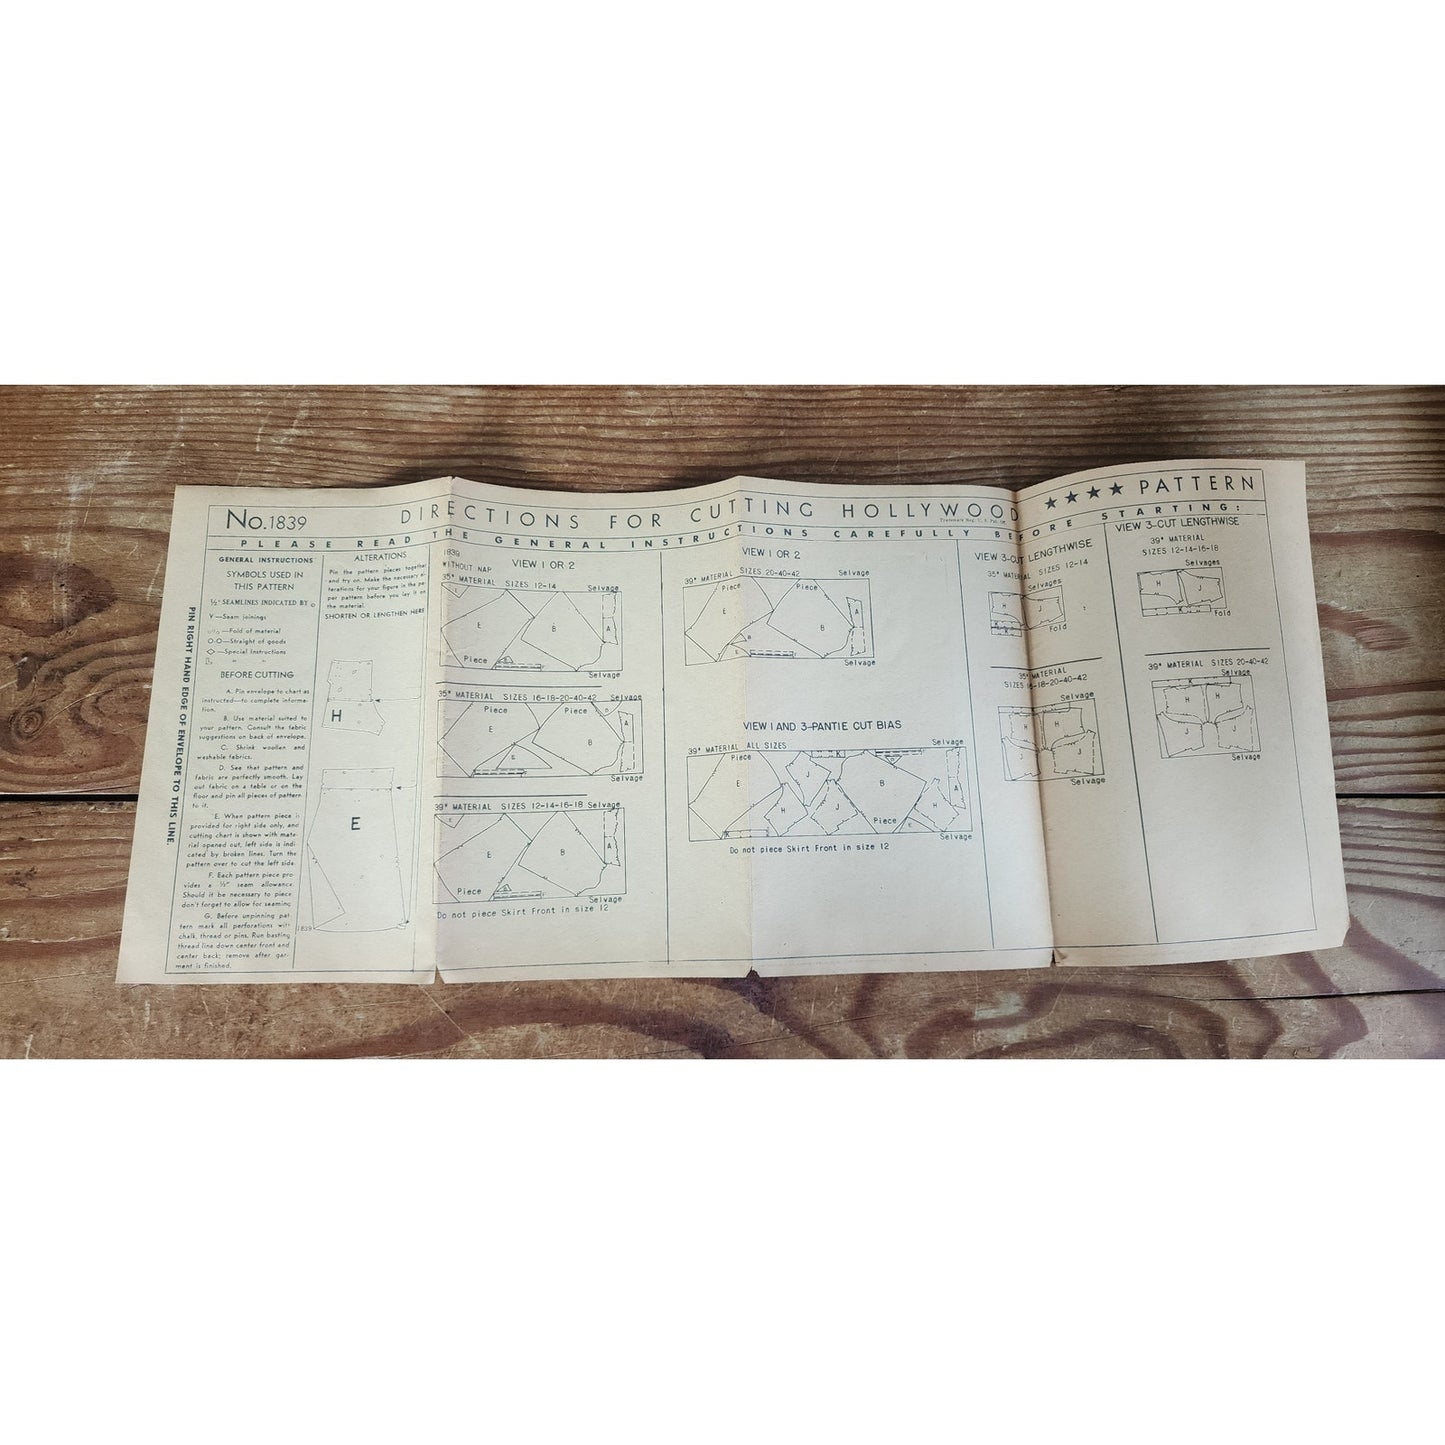 No. 1839
DIRECTIONS FOR CUTTING HOLLYWOOD ★★★★ PATTERN
PLEASE READ THE GENERAL INSTRUCTIONS CAREFULLY BEFORE STARTING:
PIN RIGHT HAND EDGE OF ENVELOPE TO THIS LINE.
GENERAL INSTRUCTIONS
SYMBOLS USED IN
THIS PATTERN
½" SEAMLINES INDICATED BY
V—Seam joinings
—Fold of material
O-O—Straight of goods
—Special Instructions
BEFORE CUTTING
A. Pin envelope to chart as
instructed—to complete informa-
tion.
B. Use material suited to
your pattern. Consult the fabric
suggestions on back of envelope.
C. Shrink woollen and
washable fabrics.
D. See that pattern and
fabric are perfectly smooth. Lay
out fabric on a table or on the
floor and pin all pieces of pattern
to it.
E. When pattern piece is
provided for right side only, and
cutting chart is shown with mate-
rial opened out, left side is indi-
cated by broken lines. Turn the
pattern over to cut the left side.
F. Each pattern piece pro-
vides a ½" seam allowance.
Should it be necessary to piece
don't forget to allow for seaming
G. Before unpinning pat-
tern mark all perforations with
chalk, thread or pins. Run basting
thread line down center front and
center back; remove after gar-
ment is finished.
ALTERATIONS
Pin the pattern pieces together
and try on. Make the necessary
terations for your figure in the
per pattern before you lay it on
the material.
SHORTEN OR LENGTHEN HERE
H
E
1839
1839
WITHOUT NAP
VIEW 1 OR 2
35" MATERIAL SIZES 12-14
Selvage
E
B
A
Piece
Selvage
35" MATERIAL SIZES 16-18-20-40-42
Selvage
Piece
Piece
A
E
B
Selvage
39" MATERIAL SIZES 12-14-16-18
Selvage
E
B
A
Piece
Selvage
Do not piece Skirt Front in size 12
VIEW 1 OR 2
39" MATERIAL SIZES 20-40-42
Selvage
Piece
Piece
E
B
A
Selvage
VIEW 1 AND 3-PANTIE CUT BIAS
39" MATERIAL ALL SIZES
Selvage
Piece
E
J
H
J
H
A
K
Piece
Selvage
Do not piece Skirt Front in size 12
VIEW 3-CUT LENGTHWISE
35" MATERIAL SIZES 12-14
Selvages
H
J
K
K
Fold
35" MATERIAL
SIZES 16-18-20-40-42
Selvage
H
H
J
J
Selvage
VIEW 3-CUT LENGTHWISE
39" MATERIAL
SIZES 12-14-16-18
Selvages
H
J
K
Fold
39" MATERIAL SIZES 20-40-42
Selvage
K
H
H
J
J
Selvage